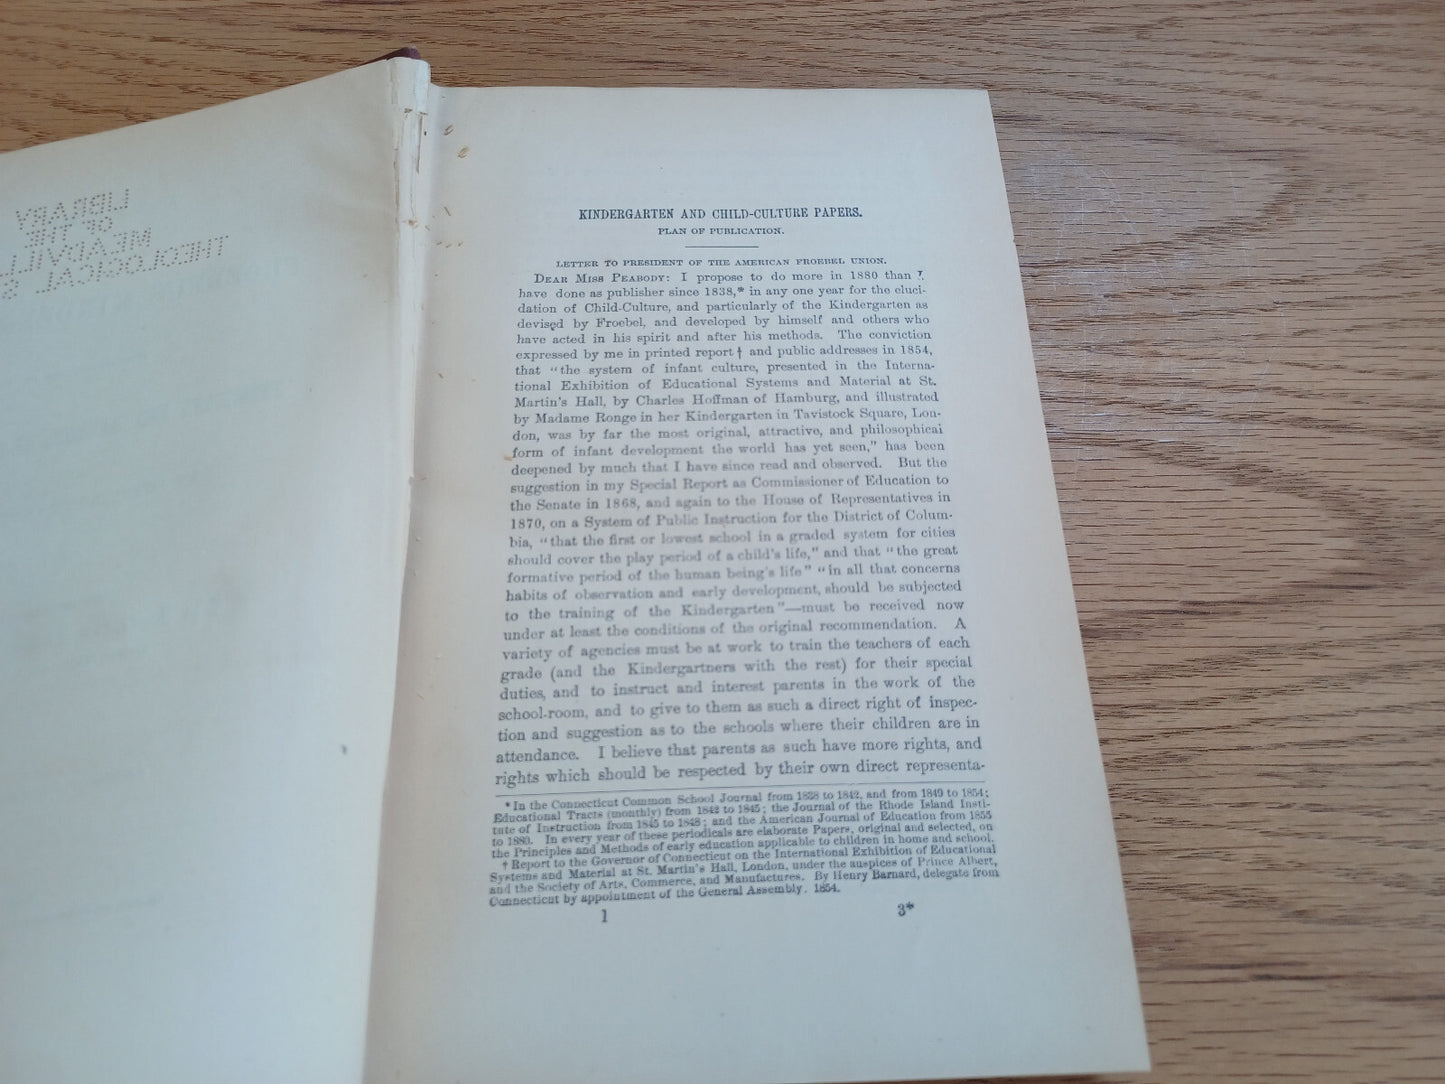 LIBRARY
OF THE
MEADVILL
THEOLOGICAL S
KINDERGARTEN AND CHILD-CULTURE PAPERS.
PLAN OF PUBLICATION.
LETTER TO PRESIDENT OF THE AMERICAN FROEBEL UNION.
DEAR MISS PEABODY: I propose to do more in 1880 than I
have done as publisher since 1838,* in any one year for the eluci-
dation of Child-Culture, and particularly of the Kindergarten as
devised by Froebel, and developed by himself and others who
have acted in his spirit and after his methods. The conviction
expressed by me in printed report† and public addresses in 1854,
that "the system of infant culture, presented in the Interna-
tional Exhibition of Educational Systems and Material at St.
Martin's Hall, by Charles Hoffman of Hamburg, and illustrated
by Madame Ronge in her Kindergarten in Tavistock Square, Lon-
don, was by far the most original, attractive, and philosophical
form of infant development the world has yet seen," has been
deepened by much that I have since read and observed. But the
suggestion in my Special Report as Commissioner of Education to
the Senate in 1868, and again to the House of Representatives in
1870, on a System of Public Instruction for the District of Colum-
bia, "that the first or lowest school in a graded system for cities
should cover the play period of a child's life," and that "the great
formative period of the human being's life" "in all that concerns
habits of observation and early development, should be subjected
to the training of the Kindergarten"—must be received now
under at least the conditions of the original recommendation. A
variety of agencies must be at work to train the teachers of each
grade (and the Kindergartners with the rest) for their special
duties, and to instruct and interest parents in the work of the
school-room, and to give to them as such a direct right of inspec-
tion and suggestion as to the schools where their children are in
attendance. I believe that parents as such have more rights, and
rights which should be respected by their own direct representa-
* In the Connecticut Common School Journal from 1838 to 1842, and from 1849 to 1854;
Educational Tracts (monthly) from 1842 to 1845; the Journal of the Rhode Island Insti-
tute of Instruction from 1845 to 1848; and the American Journal of Education from 1855
to 1880. In every year of these periodicals are elaborate Papers, original and selected, on
the Principles and Methods of early education applicable to children in home and school.
† Report to the Governor of Connecticut on the International Exhibition of Educational
Systems and Material at St. Martin's Hall, London, under the auspices of Prince Albert,
and the Society of Arts, Commerce, and Manufactures. By Henry Barnard, delegate from
Connecticut by appointment of the General Assembly. 1854.
1 3*